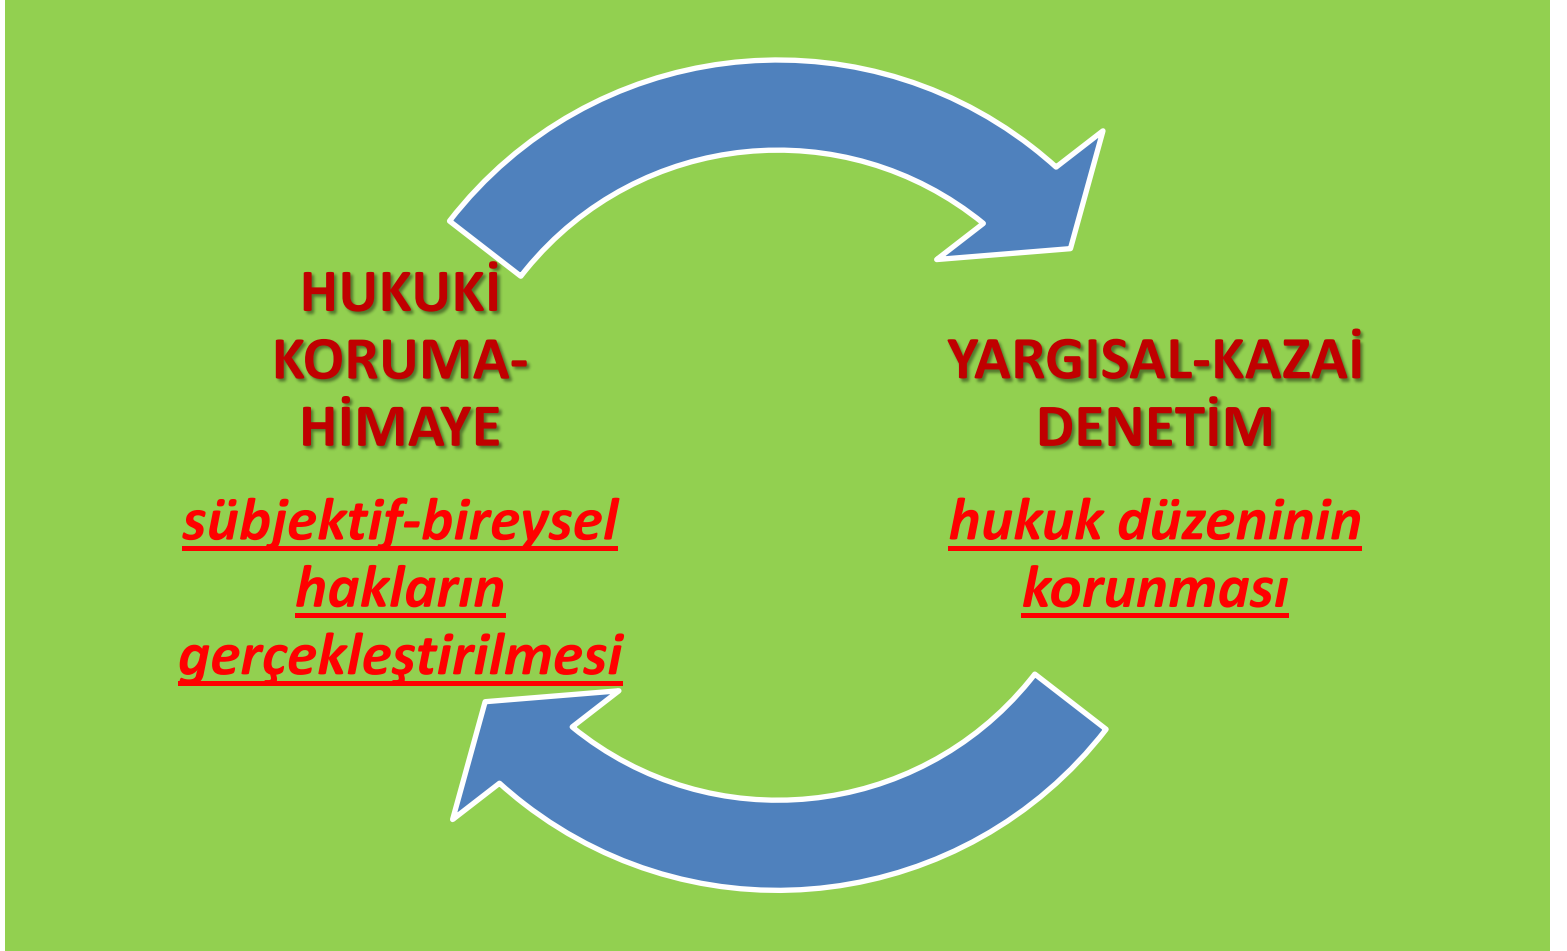 HUKUKİ
KORUMA-
HİMAYE
sübjektif-bireysel
hakların
gerçekleştirilmesi
YARGISAL-KAZAİ
DENETİM
hukuk düzeninin
korunması